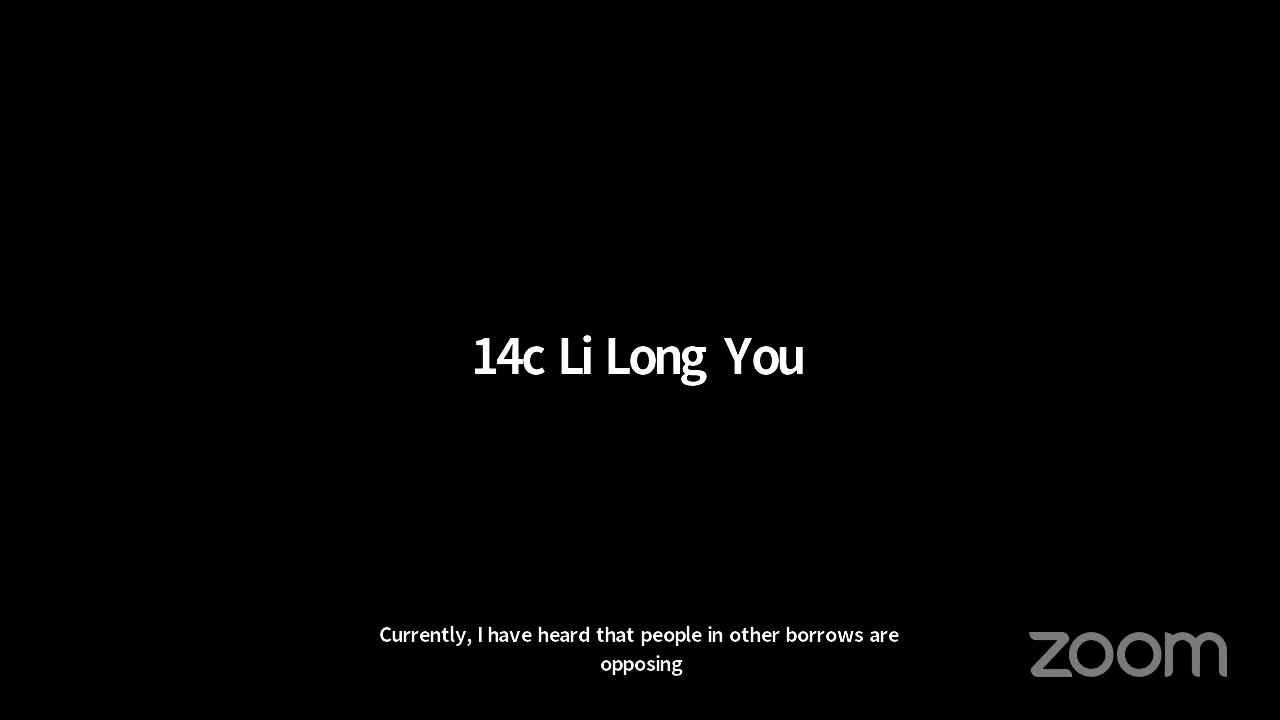 14c Li Long You
Currently, I have heard that people in other borrows are
opposing
zoom